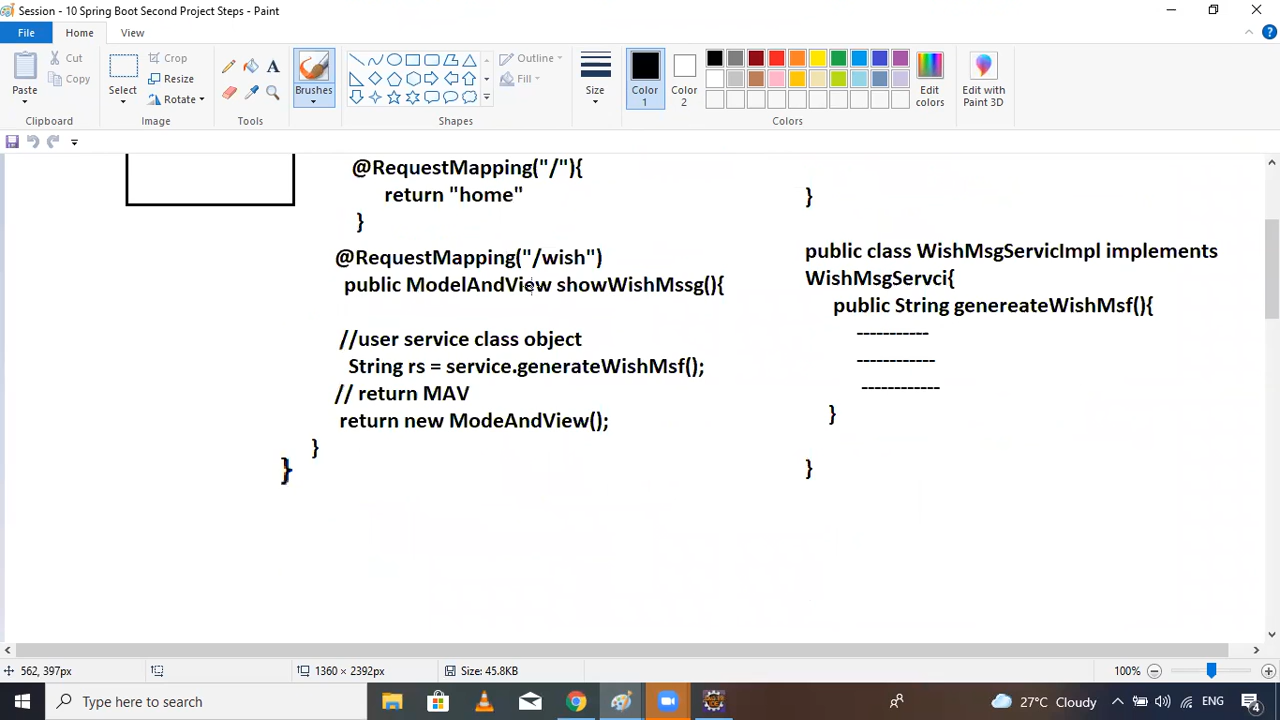 Session - 10 Spring Boot Second Project Steps - Paint
File
Home
View
Paste
Cut
Copy
Clipboard
Select
Crop
Resize
Rotate
Image
Tools
Brushes
Shapes
Outline
Fill
Size
Color
1
Color
2
Colors
Edit
colors
Edit with
Paint 3D
@RequestMapping("/"){
return "home"
}
@RequestMapping("/wish")
public ModelAndView showWishMssg(){
//user service class object
String rs = service.generateWishMsf();
// return MAV
return new ModeAndView();
}
}
}
public class WishMsgServicImpl implements
WishMsgServci{
public String genereateWishMsf(){
-----------
------------
------------
}
}
562, 397px
1360 × 2392px
Size: 45.8KB
100%
Type here to search
27°C Cloudy
ENG
4